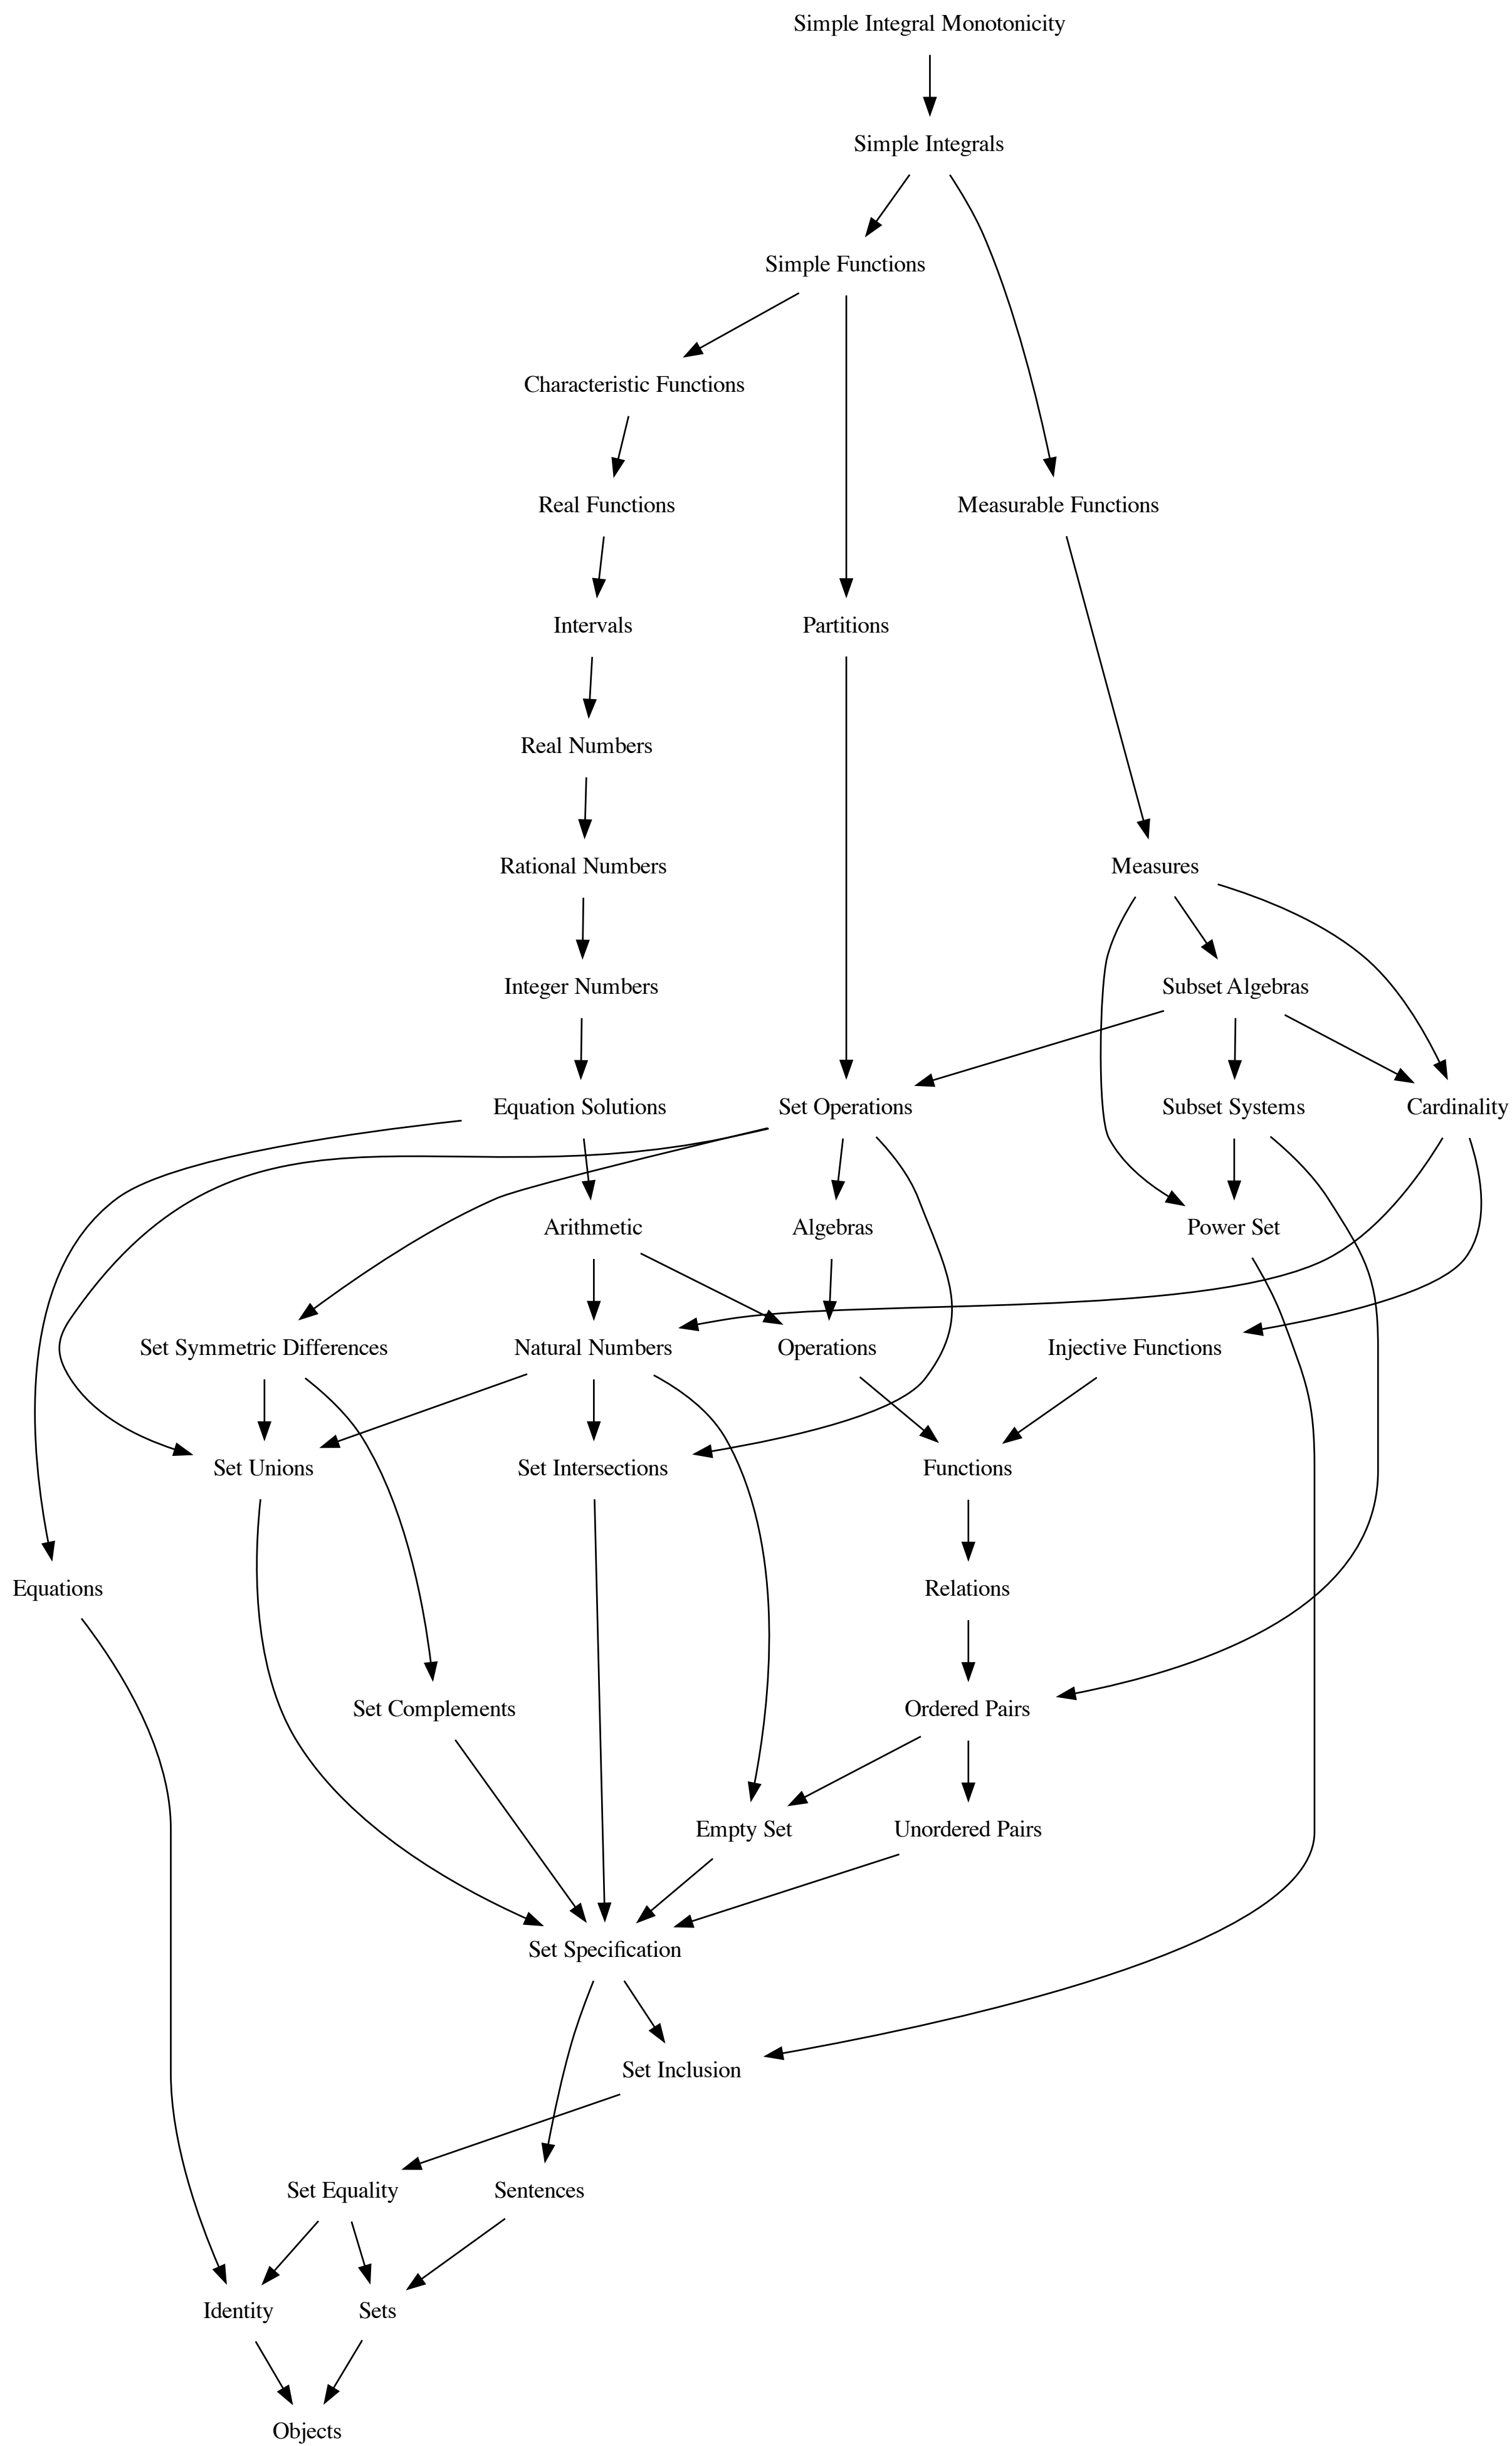 Simple Integral Monotonicity
Simple Integrals
Simple Functions
Characteristic Functions
Real Functions
Measurable Functions
Intervals
Partitions
Real Numbers
Rational Numbers
Measures
Integer Numbers
Subset Algebras
Equation Solutions
Set Operations
Subset Systems
Cardinality
Arithmetic
Algebras
Power Set
Set Symmetric Differences
Natural Numbers
Operations
Injective Functions
Set Unions
Set Intersections
Functions
Equations
Relations
Set Complements
Ordered Pairs
Empty Set
Unordered Pairs
Set Specification
Set Inclusion
Set Equality
Sentences
Identity
Sets
Objects